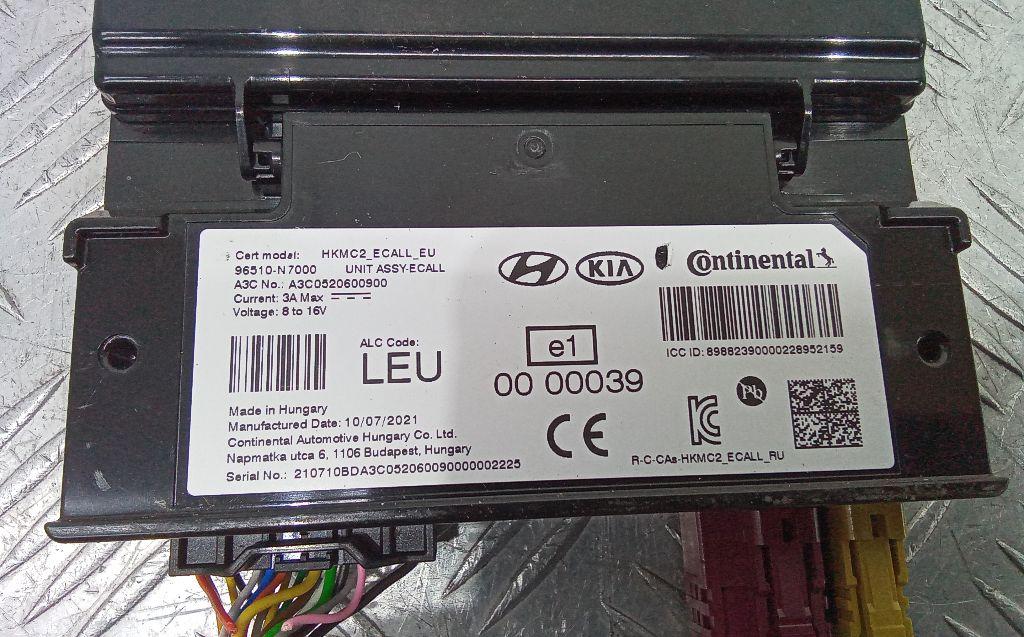 Cert model: HKMC2_ECALL_EU
96510-N7000 UNIT ASSY-ECALL
A3C No.: A3C0520600900
Current: 3A Max
Voltage: 8 to 16V
KIA
Continental
ICC ID: 89882390000228952159
ALC Code:
LEU
e1
00 00039
Made in Hungary
Manufactured Date: 10/07/2021
Continental Automotive Hungary Co. Ltd.
Napmatka utca 6, 1106 Budapest, Hungary
Serial No.: 210710BDA3C0520600900000002225
CE
KC
Pb
R-C-CAs-HKMC2_ECALL_RU